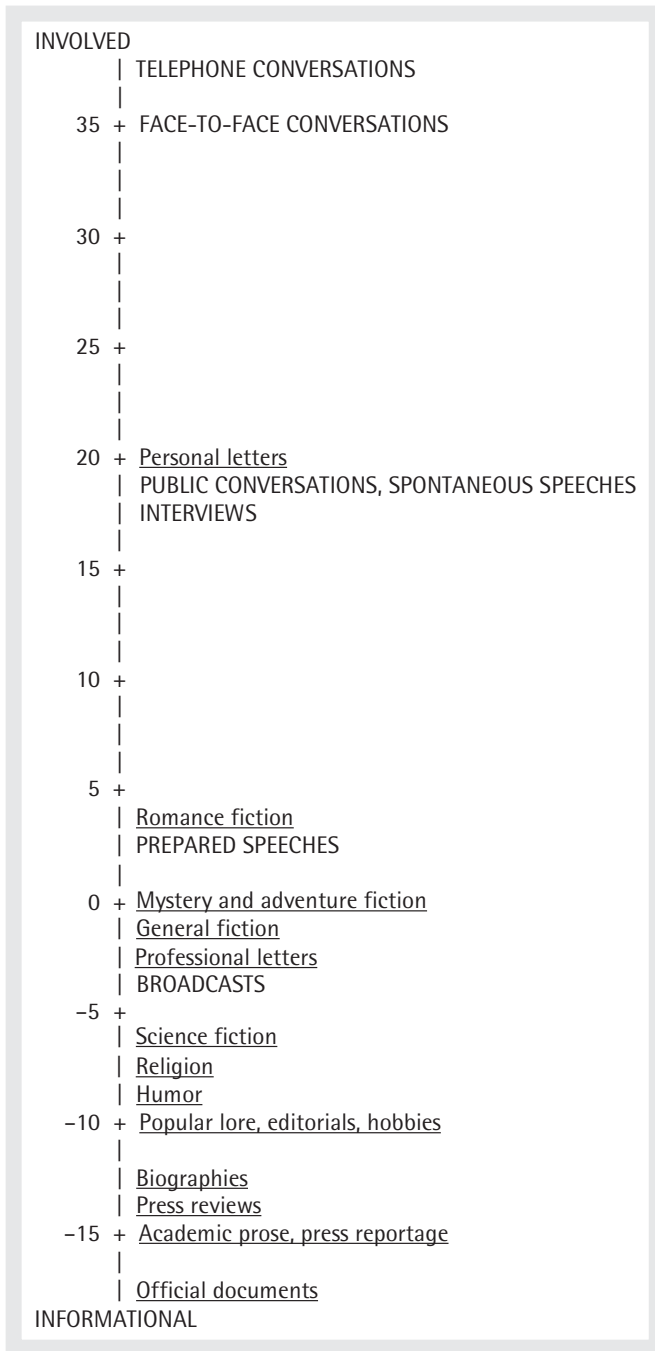 INVOLVED
| TELEPHONE CONVERSATIONS
|
35 + FACE-TO-FACE CONVERSATIONS
|
|
|
30 +
|
|
|
25 +
|
|
|
20 + Personal letters
| PUBLIC CONVERSATIONS, SPONTANEOUS SPEECHES
| INTERVIEWS
|
15 +
|
|
|
10 +
|
|
|
5 +
| Romance fiction
| PREPARED SPEECHES
|
0 + Mystery and adventure fiction
| General fiction
| Professional letters
| BROADCASTS
–5 +
| Science fiction
| Religion
| Humor
–10 + Popular lore, editorials, hobbies
|
| Biographies
| Press reviews
–15 + Academic prose, press reportage
|
| Official documents
INFORMATIONAL